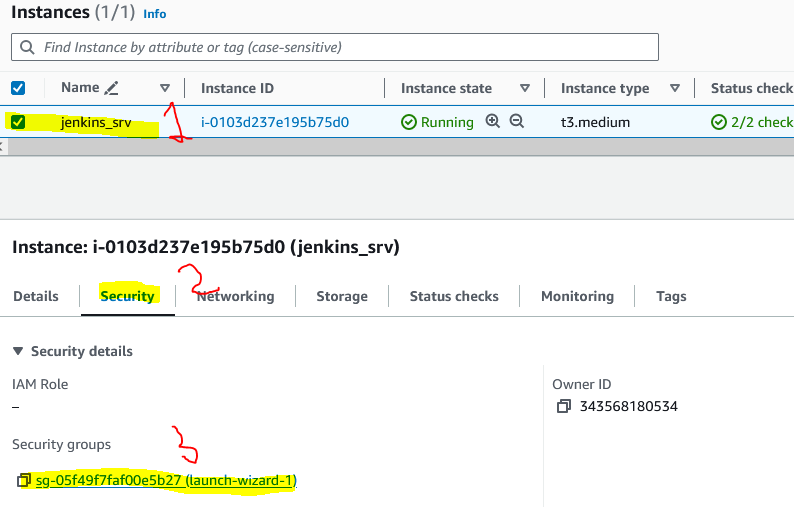 Instances (1/1) Info
Find Instance by attribute or tag (case-sensitive)
Name Instance ID Instance state Instance type Status check
jenkins_srv 1 i-0103d237e195b75d0 Running t3.medium 2/2 check
Instance: i-0103d237e195b75d0 (jenkins_srv)
2
Details Security Networking Storage Status checks Monitoring Tags
Security details
IAM Role Owner ID
– 343568180534
Security groups 3
sg-05f49f7faf00e5b27 (launch-wizard-1)